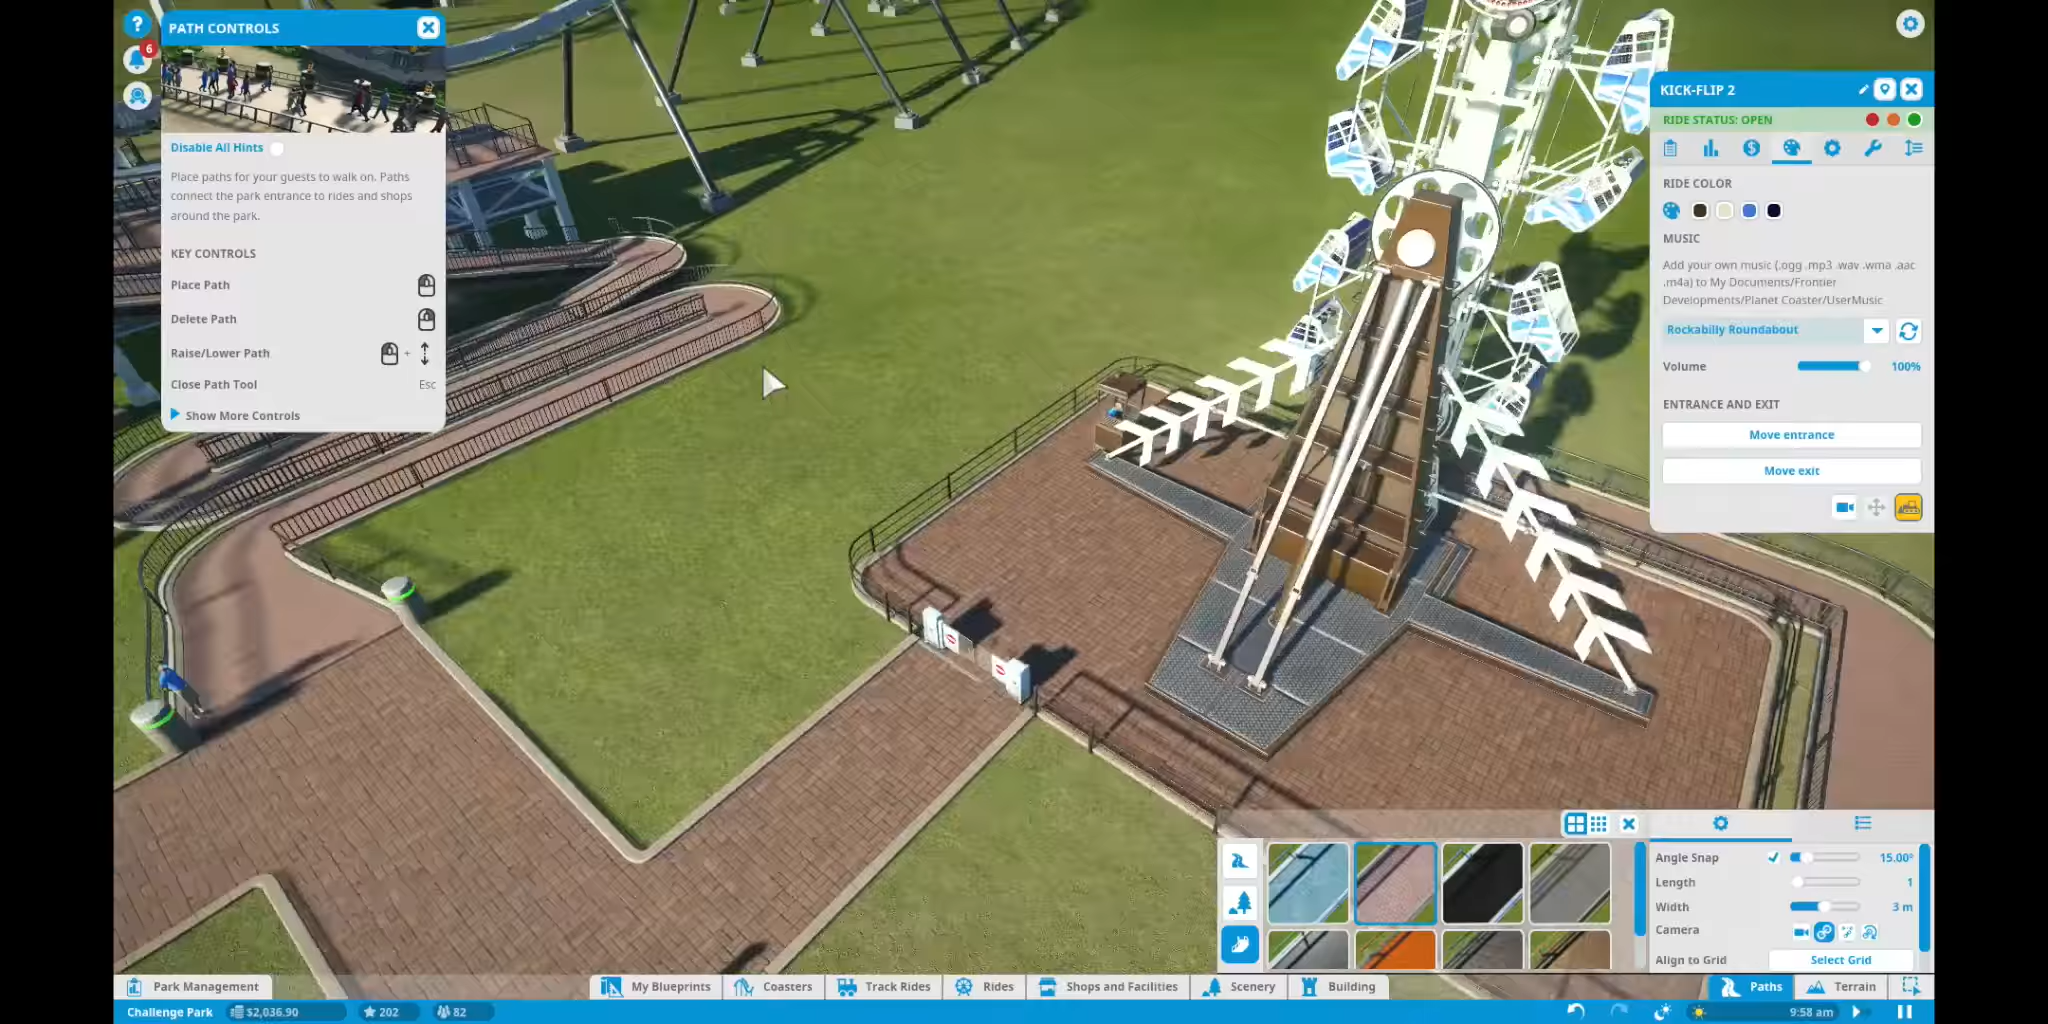 ?
PATH CONTROLS
6
Disable All Hints
Place paths for your guests to walk on. Paths
connect the park entrance to rides and shops
around the park.
KEY CONTROLS
Place Path
Delete Path
Raise/Lower Path +
Close Path Tool Esc
Show More Controls
KICK-FLIP 2
RIDE STATUS: OPEN
RIDE COLOR
MUSIC
Add your own music (.ogg .mp3 .wav .wma .aac
.m4a) to My Documents/Frontier
Developments/Planet Coaster/UserMusic
Rockabilly Roundabout
Volume 100%
ENTRANCE AND EXIT
Move entrance
Move exit
Angle Snap 15.00°
Length 1
Width 3 m
Camera
Align to Grid Select Grid
Park Management My Blueprints Coasters Track Rides Rides Shops and Facilities Scenery Building Paths Terrain
Challenge Park $2,036.90 202 82 9:58 am